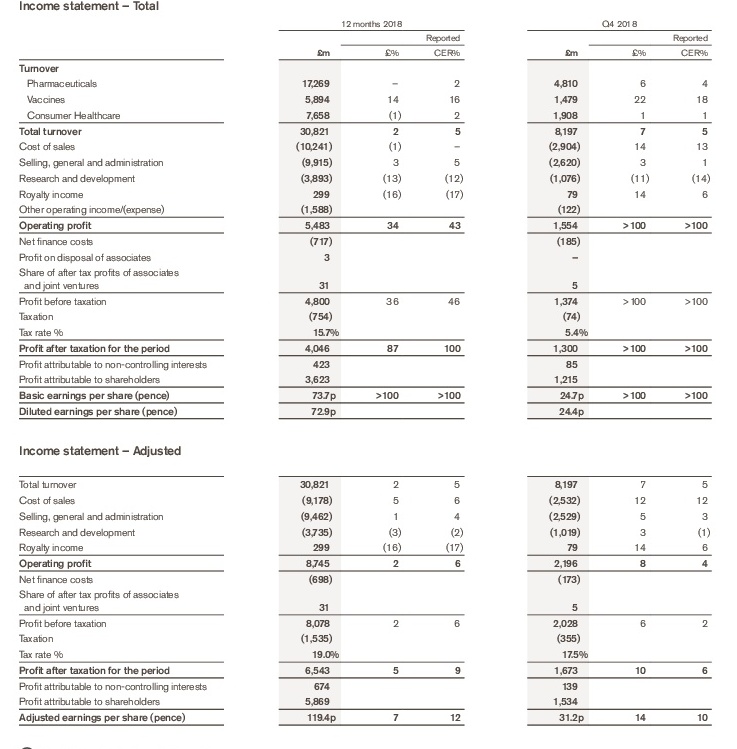 Income statement – Total
12 months 2018 Q4 2018
Reported Reported
£m £% CER% £m £% CER%
Turnover
Pharmaceuticals 17,269 – 2 4,810 6 4
Vaccines 5,894 14 16 1,479 22 18
Consumer Healthcare 7,658 (1) 2 1,908 1 1
Total turnover 30,821 2 5 8,197 7 5
Cost of sales (10,241) (1) – (2,904) 14 13
Selling, general and administration (9,915) 3 5 (2,620) 3 1
Research and development (3,893) (13) (12) (1,076) (11) (14)
Royalty income 299 (16) (17) 79 14 6
Other operating income/(expense) (1,588) (122)
Operating profit 5,483 34 43 1,554 >100 >100
Net finance costs (717) (185)
Profit on disposal of associates 3 –
Share of after tax profits of associates
and joint ventures 31 5
Profit before taxation 4,800 36 46 1,374 >100 >100
Taxation (754) (74)
Tax rate % 15.7% 5.4%
Profit after taxation for the period 4,046 87 100 1,300 >100 >100
Profit attributable to non-controlling interests 423 85
Profit attributable to shareholders 3,623 1,215
Basic earnings per share (pence) 73.7p >100 >100 24.7p >100 >100
Diluted earnings per share (pence) 72.9p 24.4p
Income statement – Adjusted
Total turnover 30,821 2 5 8,197 7 5
Cost of sales (9,178) 5 6 (2,532) 12 12
Selling, general and administration (9,462) 1 4 (2,529) 5 3
Research and development (3,735) (3) (2) (1,019) 3 (1)
Royalty income 299 (16) (17) 79 14 6
Operating profit 8,745 2 6 2,196 8 4
Net finance costs (698) (173)
Share of after tax profits of associates
and joint ventures 31 5
Profit before taxation 8,078 2 6 2,028 6 2
Taxation (1,535) (355)
Tax rate % 19.0% 17.5%
Profit after taxation for the period 6,543 5 9 1,673 10 6
Profit attributable to non-controlling interests 674 139
Profit attributable to shareholders 5,869 1,534
Adjusted earnings per share (pence) 119.4p 7 12 31.2p 14 10